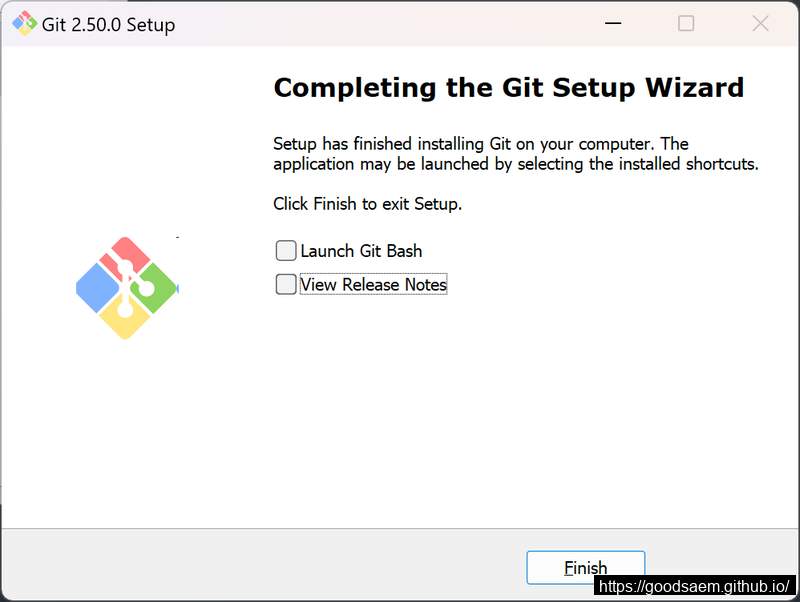 Git 2.50.0 Setup
Completing the Git Setup Wizard
Setup has finished installing Git on your computer. The
application may be launched by selecting the installed shortcuts.
Click Finish to exit Setup.
Launch Git Bash
View Release Notes
Finish
https://goodsaem.github.io/